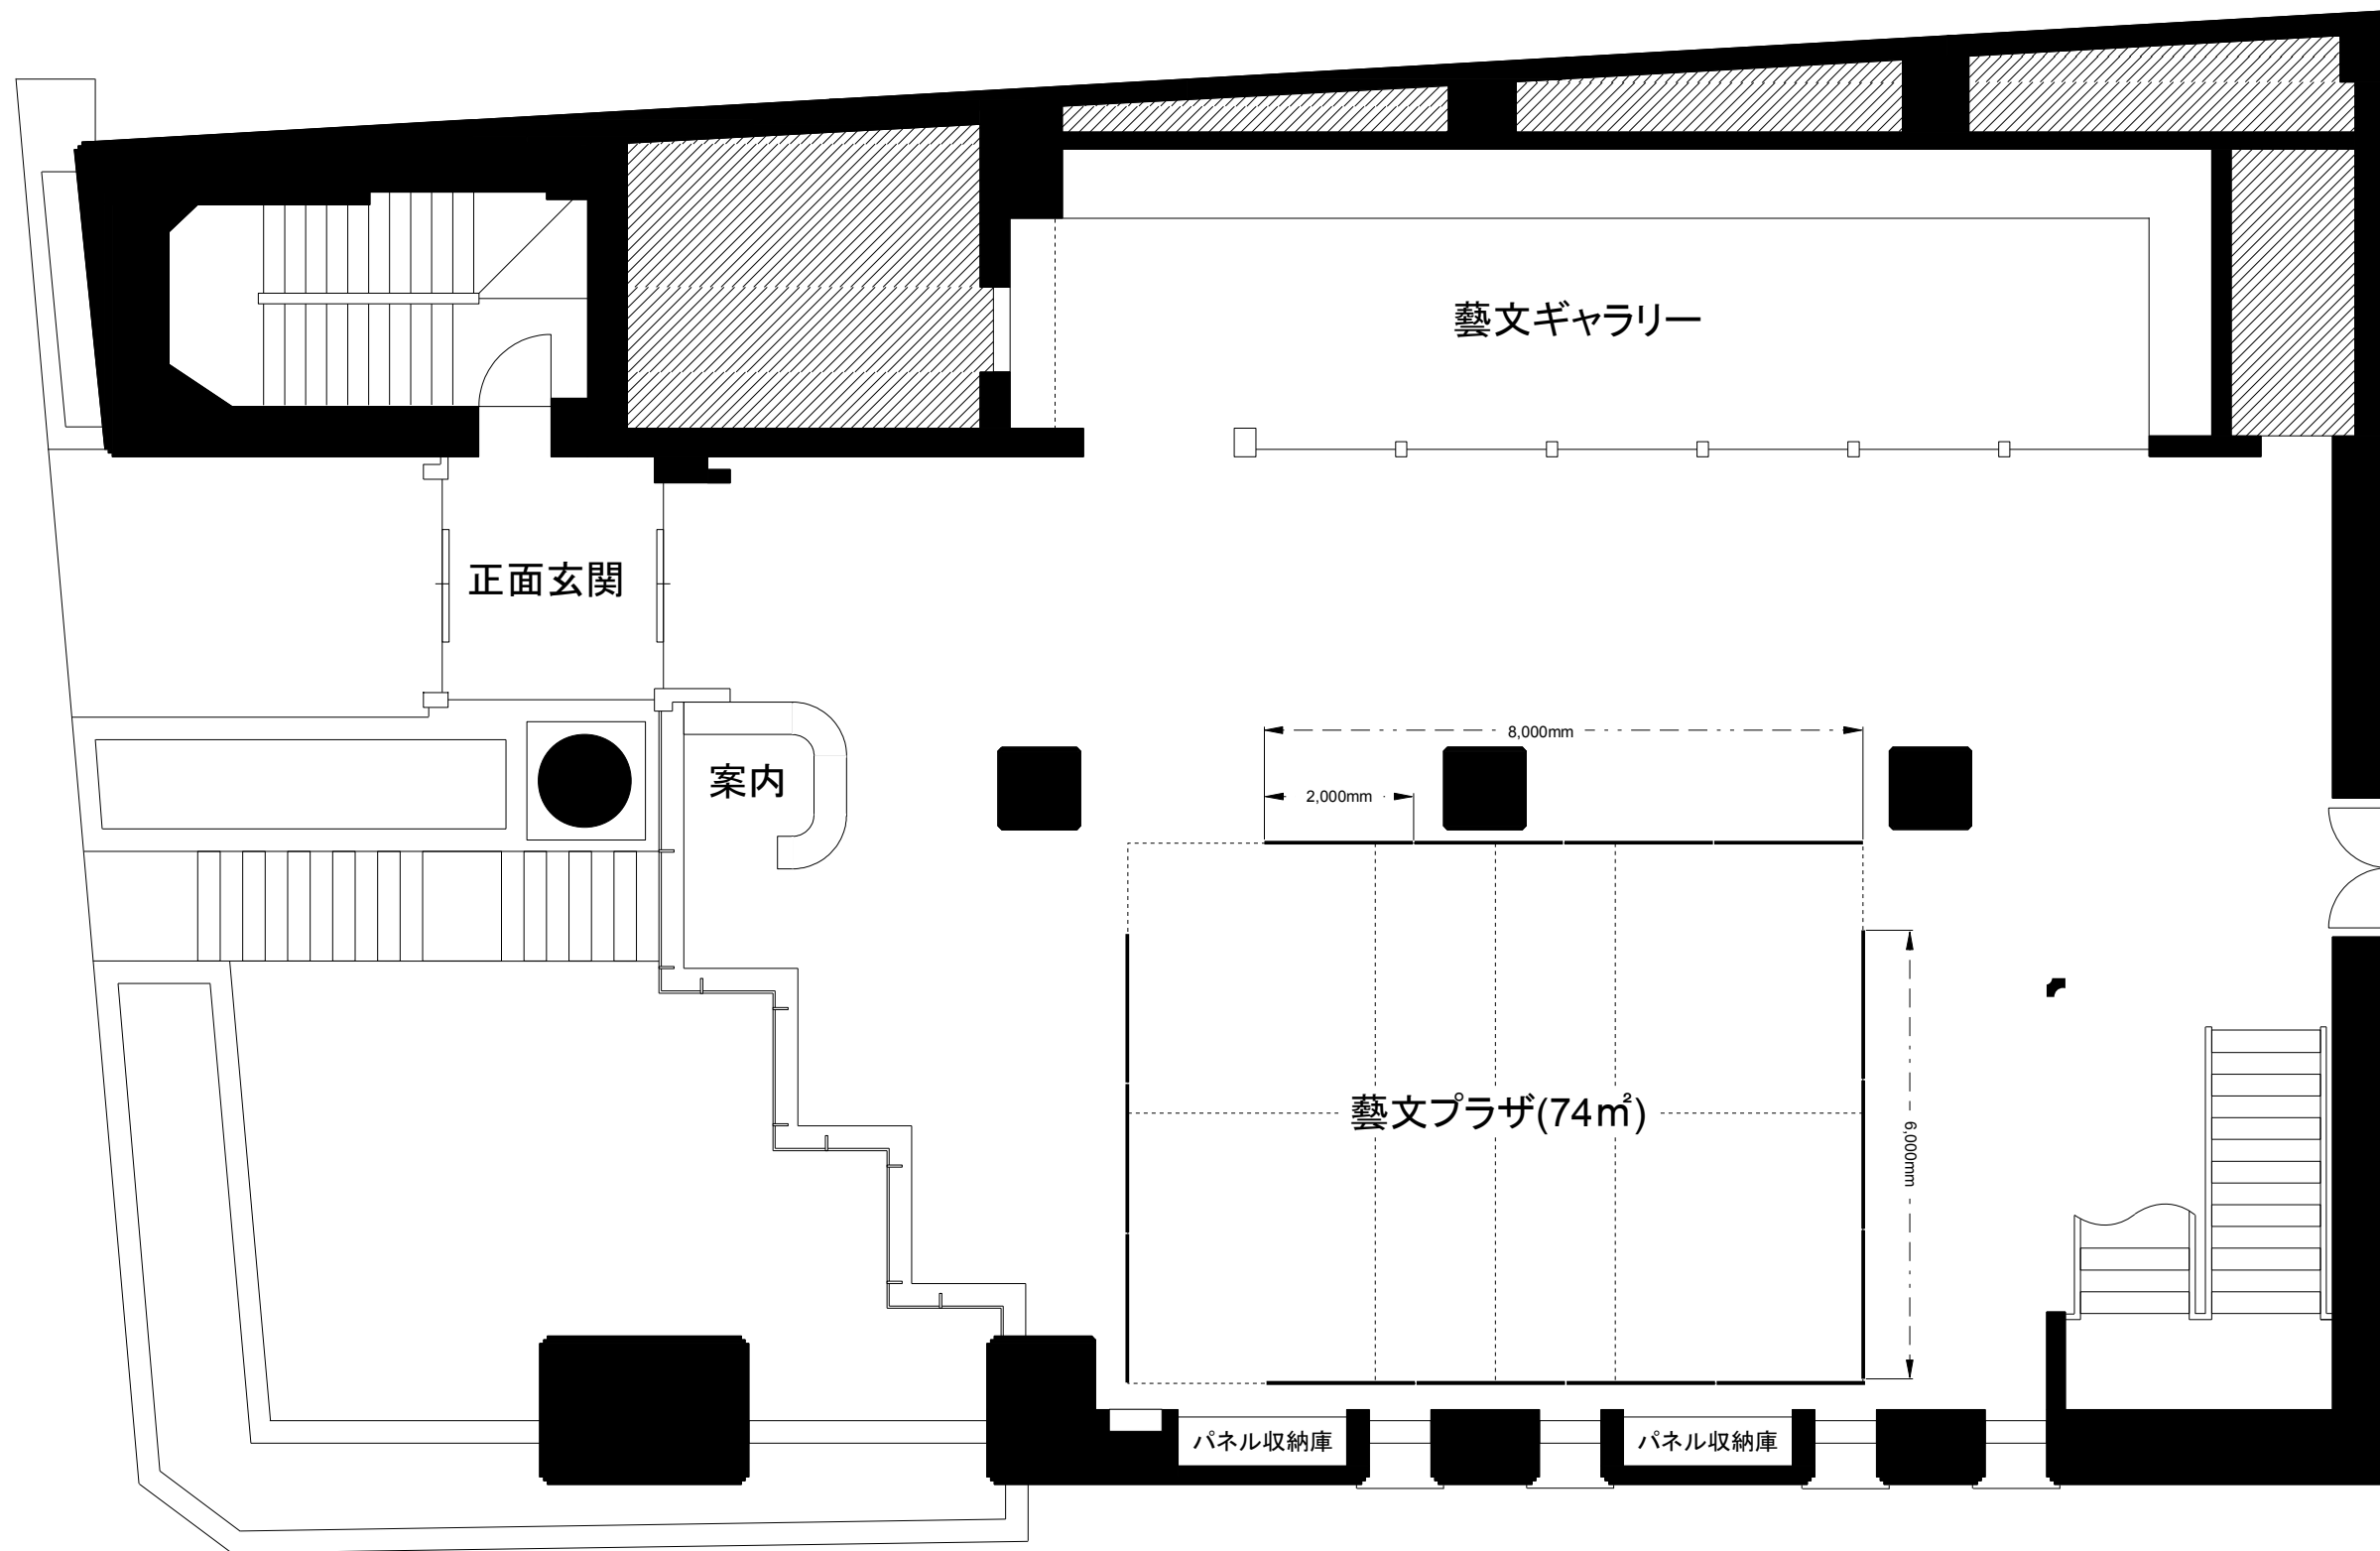 藝文ギャラリー
正面玄関
8,000mm
案内
2,000mm
藝文プラザ(74㎡)
6,000mm
パネル収納庫
パネル収納庫